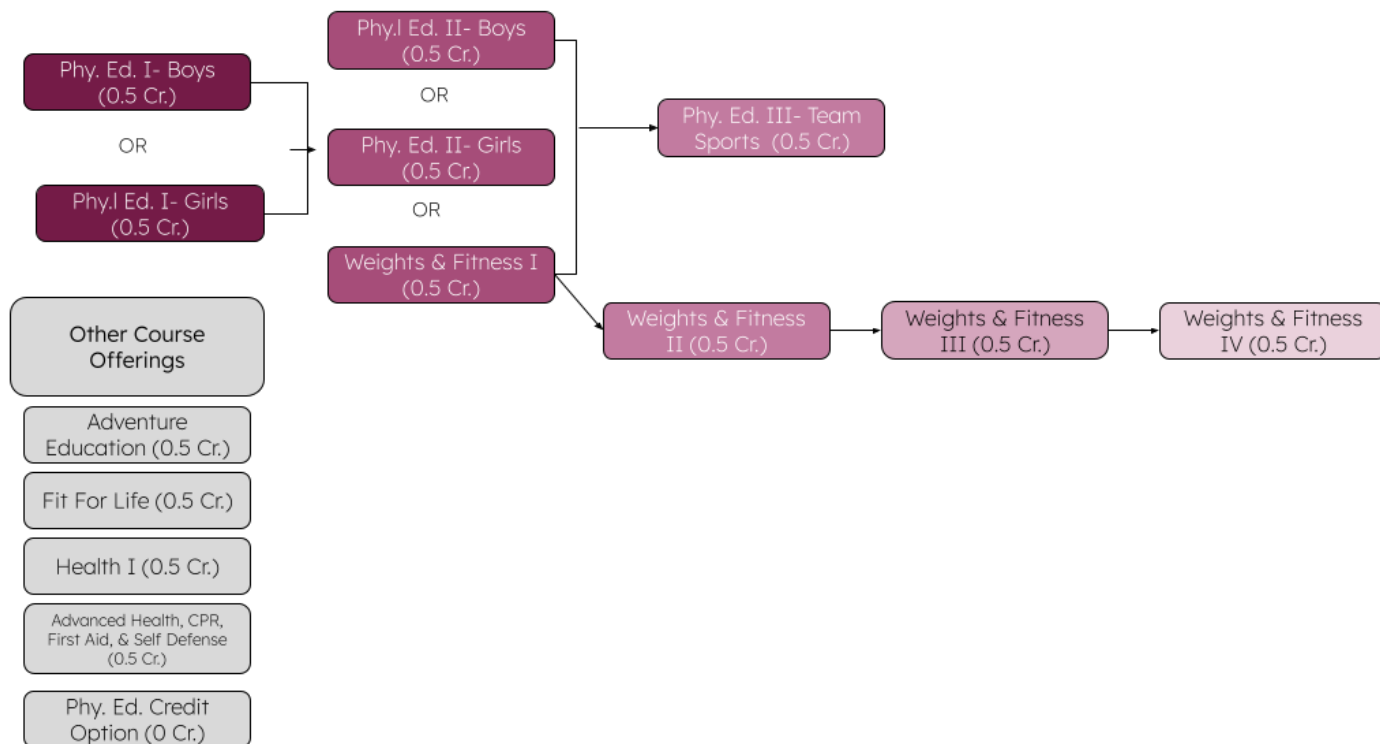 Phy. Ed. I- Boys
(0.5 Cr.)
OR
Phy.l Ed. I- Girls
(0.5 Cr.)
Phy.l Ed. II- Boys
(0.5 Cr.)
OR
Phy. Ed. II- Girls
(0.5 Cr.)
OR
Weights & Fitness I
(0.5 Cr.)
Phy. Ed. III- Team
Sports (0.5 Cr.)
Weights & Fitness
II (0.5 Cr.)
Weights & Fitness
III (0.5 Cr.)
Weights & Fitness
IV (0.5 Cr.)
Other Course
Offerings
Adventure
Education (0.5 Cr.)
Fit For Life (0.5 Cr.)
Health I (0.5 Cr.)
Advanced Health, CPR,
First Aid, & Self Defense
(0.5 Cr.)
Phy. Ed. Credit
Option (0 Cr.)